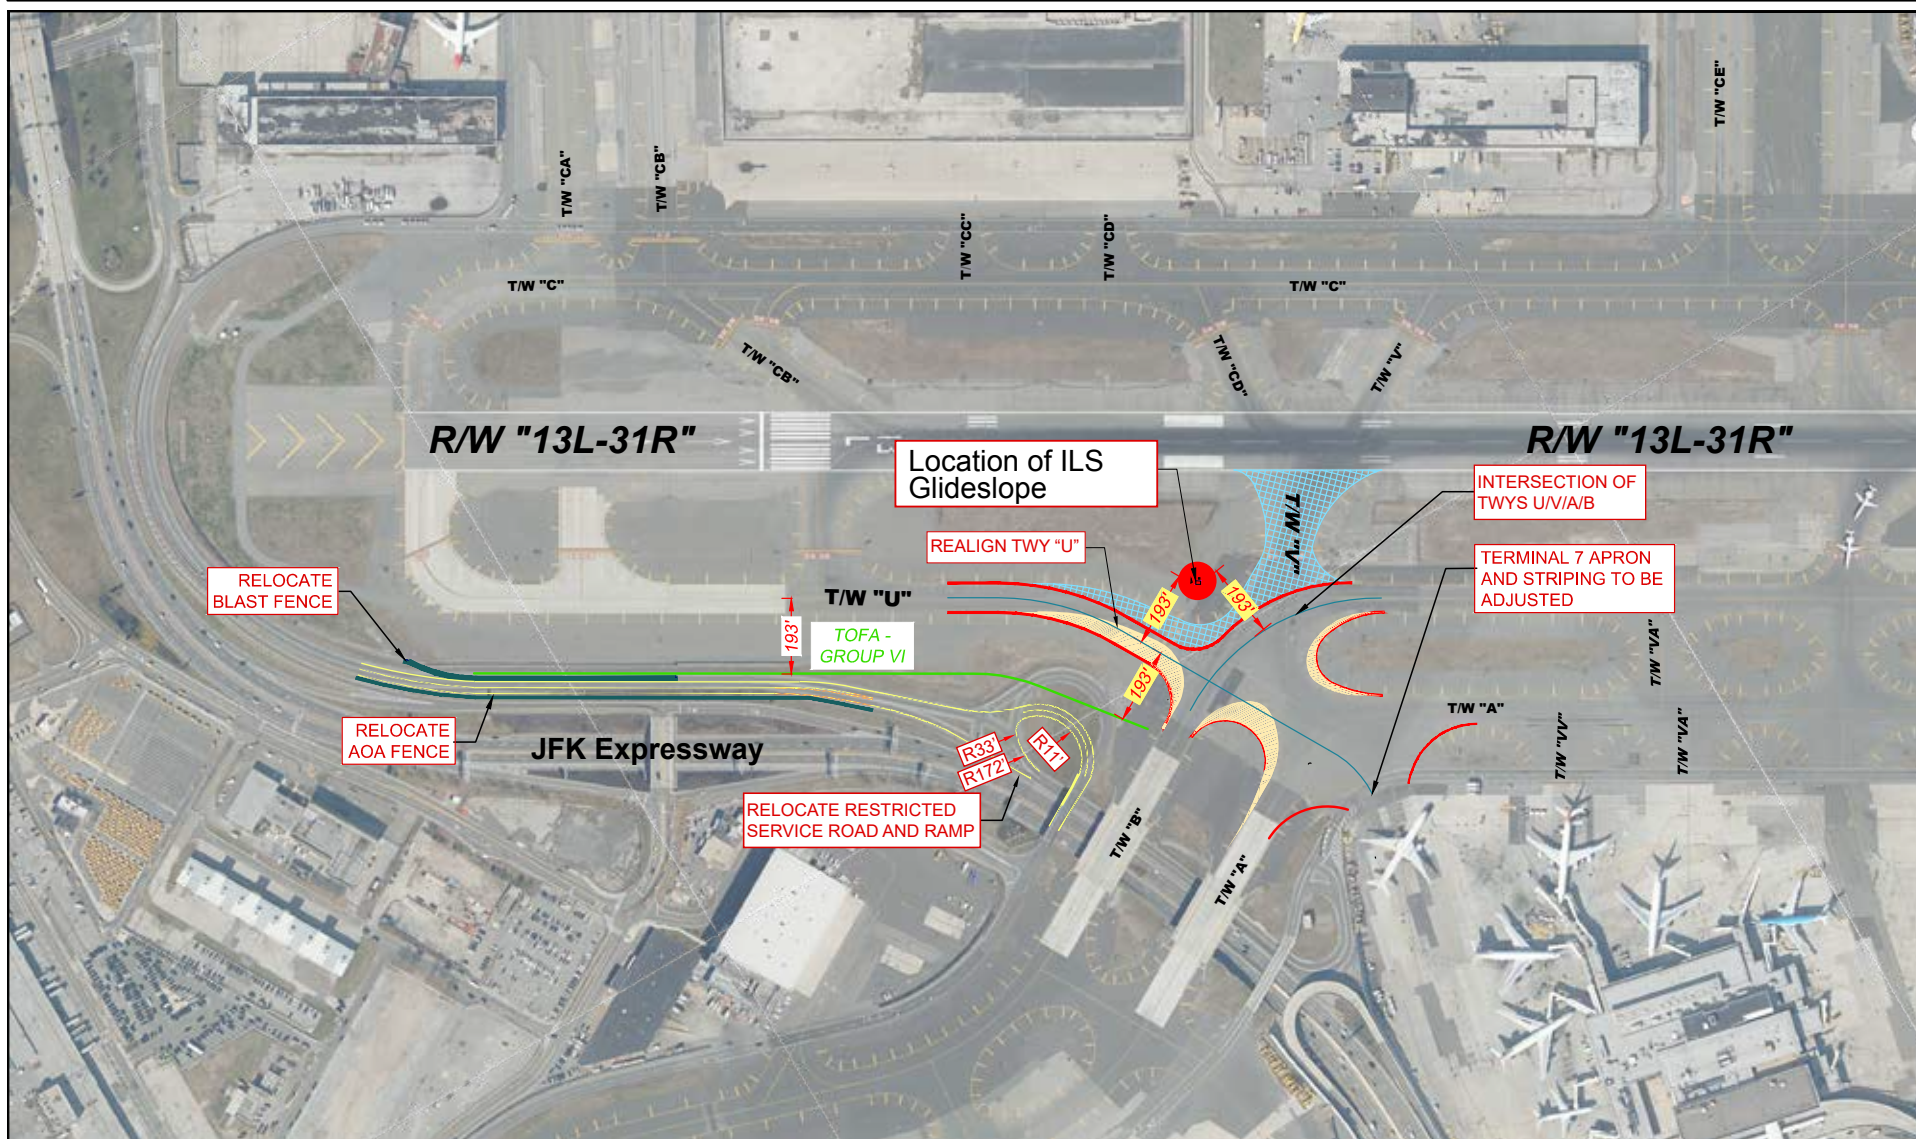 T/W "CE"
T/W "CA"
T/W "CB"
T/W "CC"
T/W "CD"
T/W "C"
T/W "C"
T/W "CB"
T/W "CD"
T/W "V"
R/W "13L-31R"
R/W "13L-31R"
Location of ILS
Glideslope
INTERSECTION OF
TWYS U/V/A/B
T/W "V"
REALIGN TWY “U”
TERMINAL 7 APRON
AND STRIPING TO BE
ADJUSTED
RELOCATE
BLAST FENCE
T/W "U"
193'
193'
193'
TOFA -
GROUP VI
193'
T/W "VA"
T/W "A"
RELOCATE
AOA FENCE
JFK Expressway
R33'
R11'
R172'
T/W "VV"
T/W "VA"
RELOCATE RESTRICTED
SERVICE ROAD AND RAMP
T/W "B"
T/W "A"